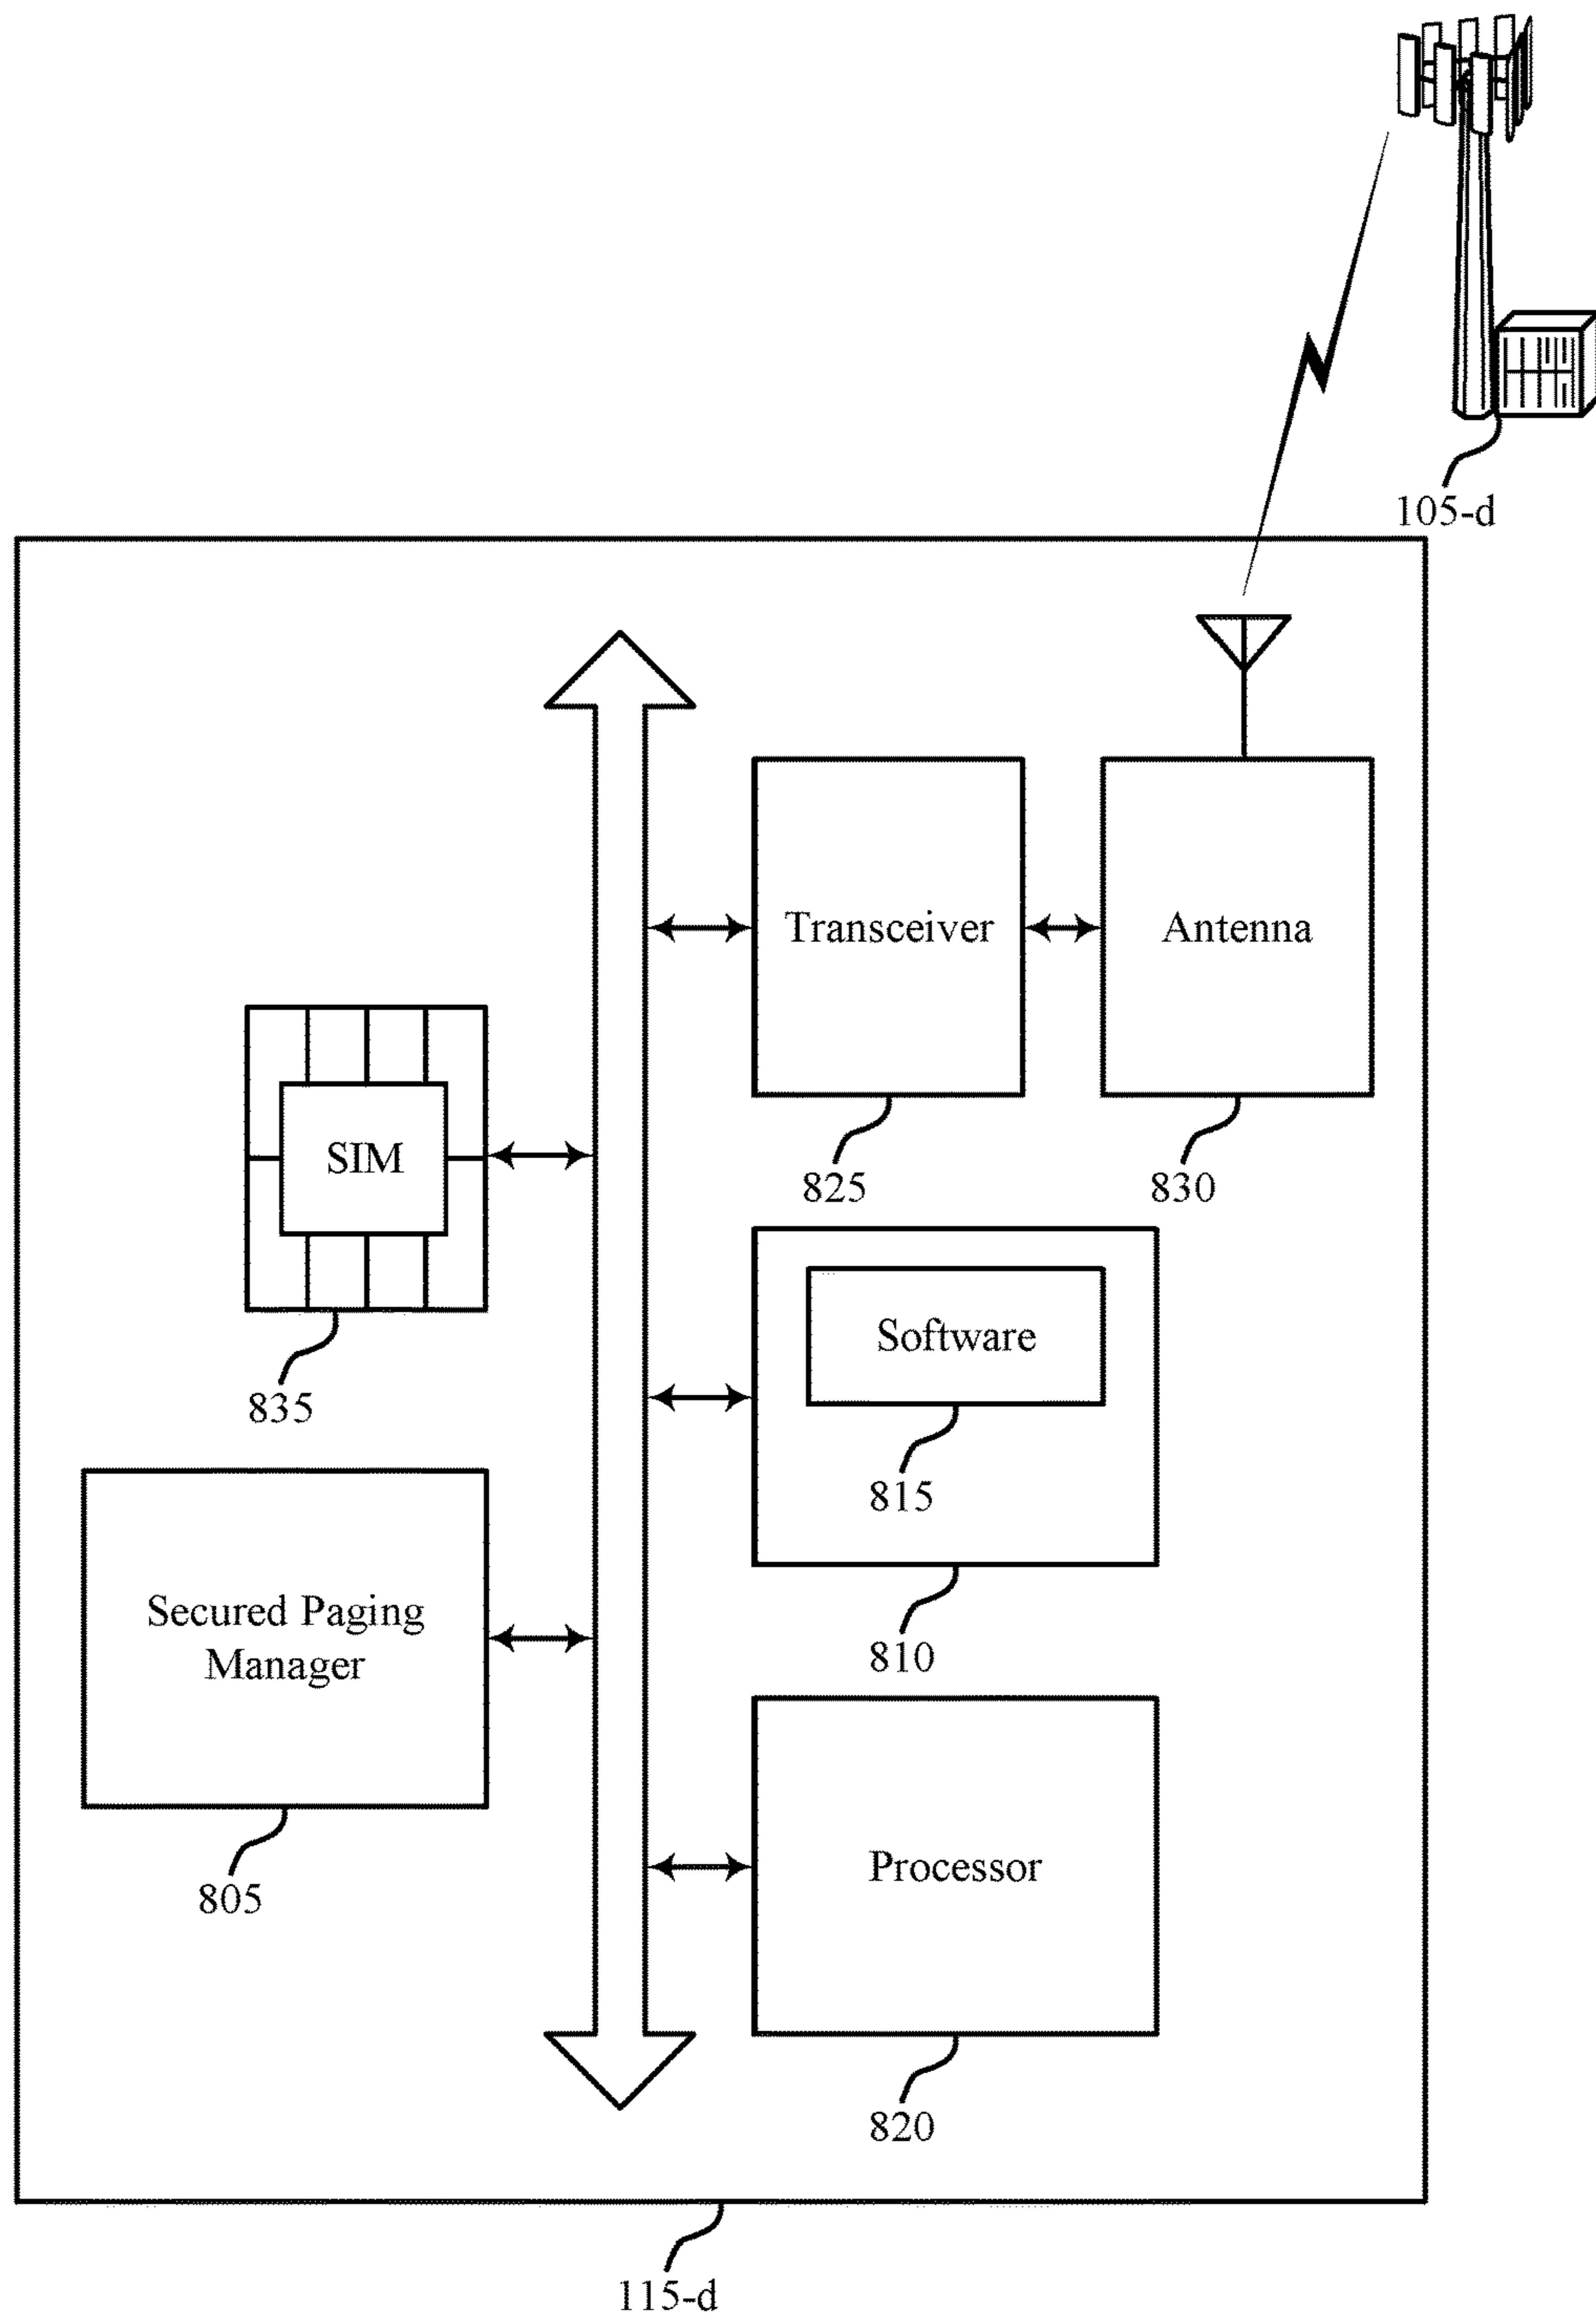 105-d
Transceiver
Antenna
825
830
SIM
835
Software
815
810
Secured Paging
Manager
805
Processor
820
115-d